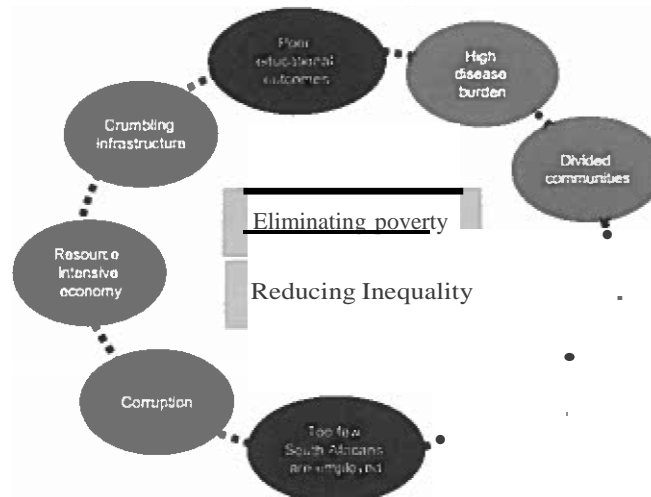 Poor
educational
outcomes
High
disease
burden
Crumbling
infrastructure
Divided
communities
Eliminating poverty
Resource
intensive
economy
Reducing Inequality
Corruption
Too few
South Africans
are employed